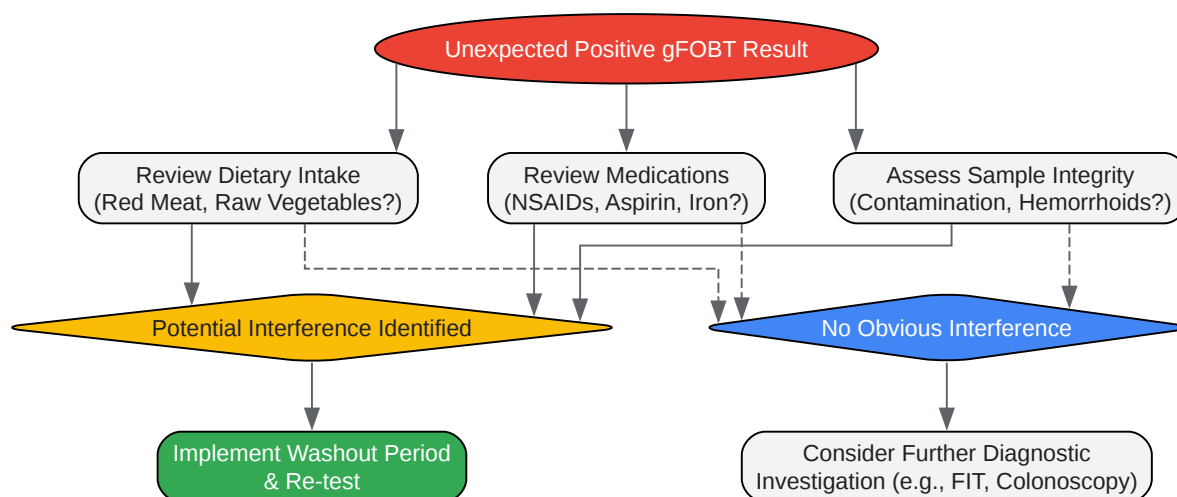 Unexpected Positive gFOBT Result
Review Dietary Intake
(Red Meat, Raw Vegetables?)
Review Medications
(NSAIDs, Aspirin, Iron?)
Assess Sample Integrity
(Contamination, Hemorrhoids?)
Potential Interference Identified
No Obvious Interference
Implement Washout Period
& Re-test
Consider Further Diagnostic
Investigation (e.g., FIT, Colonoscopy)